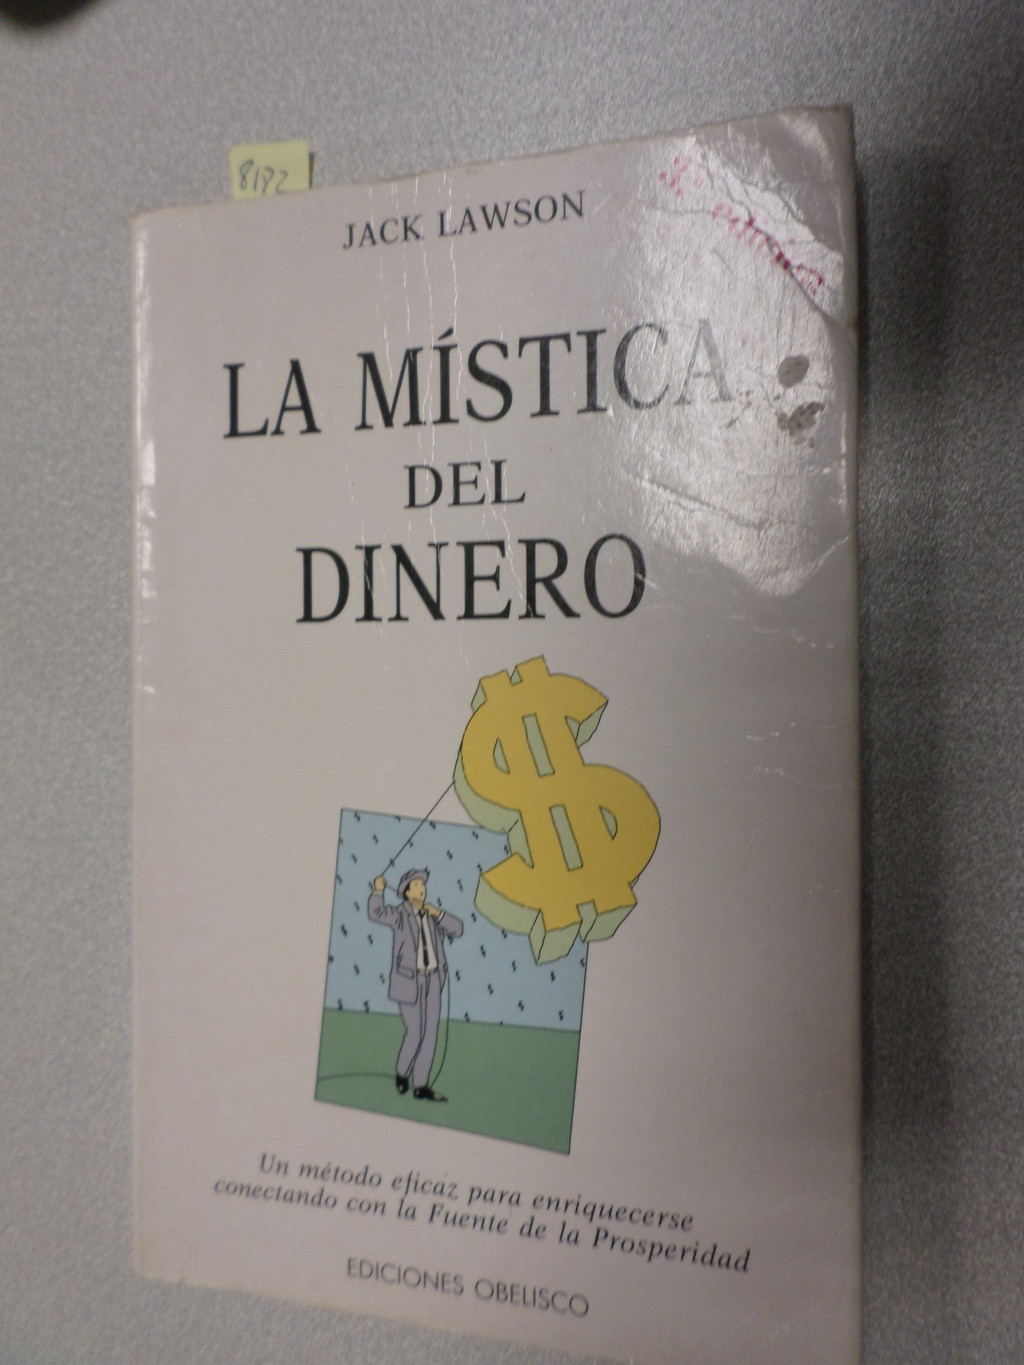 8172
JACK LAWSON
LA MÍSTICA
DEL
DINERO
Un método eficaz para enriquecerse
conectando con la Fuente de la Prosperidad
EDICIONES OBELISCO